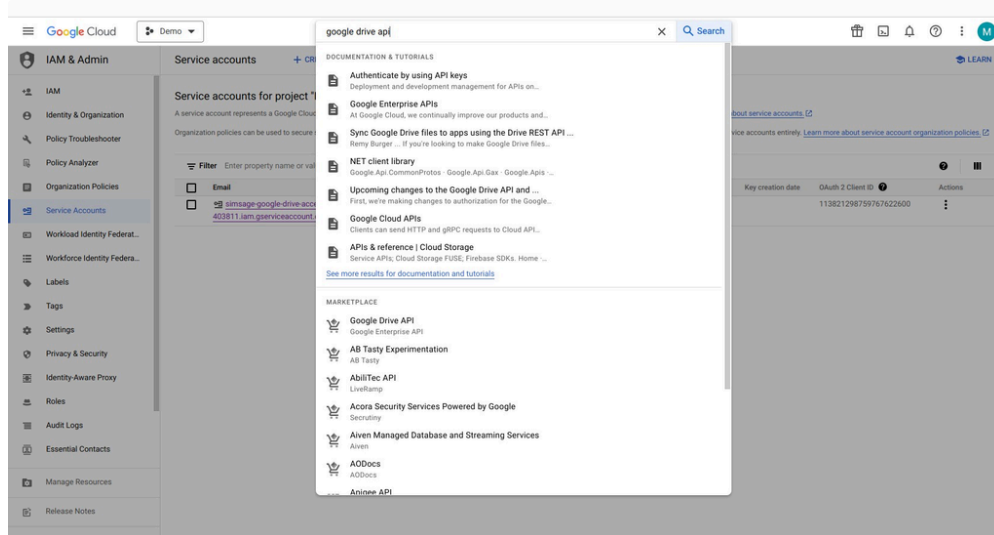 Google Cloud
Demo
google drive api
Search
M
IAM & Admin
Service accounts
LEARN
IAM
Identity & Organization
Policy Troubleshooter
Policy Analyzer
Organization Policies
Service Accounts
Workload Identity Federat...
Workforce Identity Federa...
Labels
Tags
Settings
Privacy & Security
Identity-Aware Proxy
Roles
Audit Logs
Essential Contacts
Manage Resources
Release Notes
Service accounts for project
A service account represents a Google Cloud
about service accounts.
Organization policies can be used to secure
vice accounts entirely. Learn more about service account organization policies.
Filter Enter property name or val
Email
Key creation date
OAuth 2 Client ID
Actions
simsage-google-drive-acce
403811.iam.gserviceaccount.
113821298759767622600
DOCUMENTATION & TUTORIALS
Authenticate by using API keys
Deployment and development management for APIs on...
Google Enterprise APIs
At Google Cloud, we continually improve our products and...
Sync Google Drive files to apps using the Drive REST API ...
Remy Burger ... If you're looking to make Google Drive files...
NET client library
Google.Api.CommonProtos · Google.Api.Gax · Google.Apis ·...
Upcoming changes to the Google Drive API and ...
First, we're making changes to authorization for the Google...
Google Cloud APIs
Clients can send HTTP and gRPC requests to Cloud API...
APIs & reference | Cloud Storage
Service APIs; Cloud Storage FUSE; Firebase SDKs. Home ·...
See more results for documentation and tutorials
MARKETPLACE
Google Drive API
Google Enterprise API
AB Tasty Experimentation
AB Tasty
AbiliTec API
LiveRamp
Acora Security Services Powered by Google
Secrutiny
Aiven Managed Database and Streaming Services
Aiven
AODocs
AODocs
Apigee API